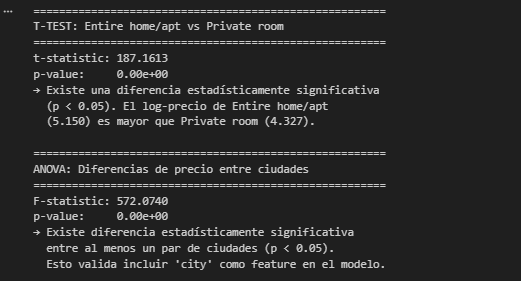 ...
======================================================
T-TEST: Entire home/apt vs Private room
======================================================
t-statistic: 187.1613
p-value:     0.00e+00
→ Existe una diferencia estadísticamente significativa
  (p < 0.05). El log-precio de Entire home/apt
  (5.150) es mayor que Private room (4.327).

======================================================
ANOVA: Diferencias de precio entre ciudades
======================================================
F-statistic: 572.0740
p-value:     0.00e+00
→ Existe diferencia estadísticamente significativa
  entre al menos un par de ciudades (p < 0.05).
  Esto valida incluir 'city' como feature en el modelo.